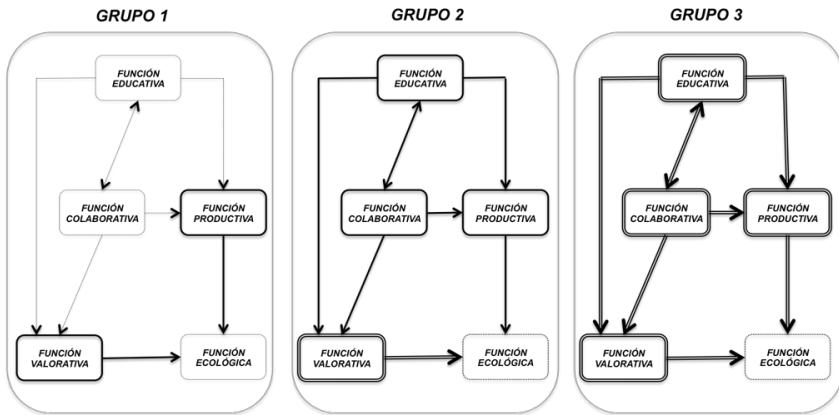 GRUPO 1
FUNCIÓN
EDUCATIVA
FUNCIÓN
COLABORATIVA
FUNCIÓN
PRODUCTIVA
FUNCIÓN
VALORATIVA
FUNCIÓN
ECOLÓGICA
GRUPO 2
FUNCIÓN
EDUCATIVA
FUNCIÓN
COLABORATIVA
FUNCIÓN
PRODUCTIVA
FUNCIÓN
VALORATIVA
FUNCIÓN
ECOLÓGICA
GRUPO 3
FUNCIÓN
EDUCATIVA
FUNCIÓN
COLABORATIVA
FUNCIÓN
PRODUCTIVA
FUNCIÓN
VALORATIVA
FUNCIÓN
ECOLÓGICA